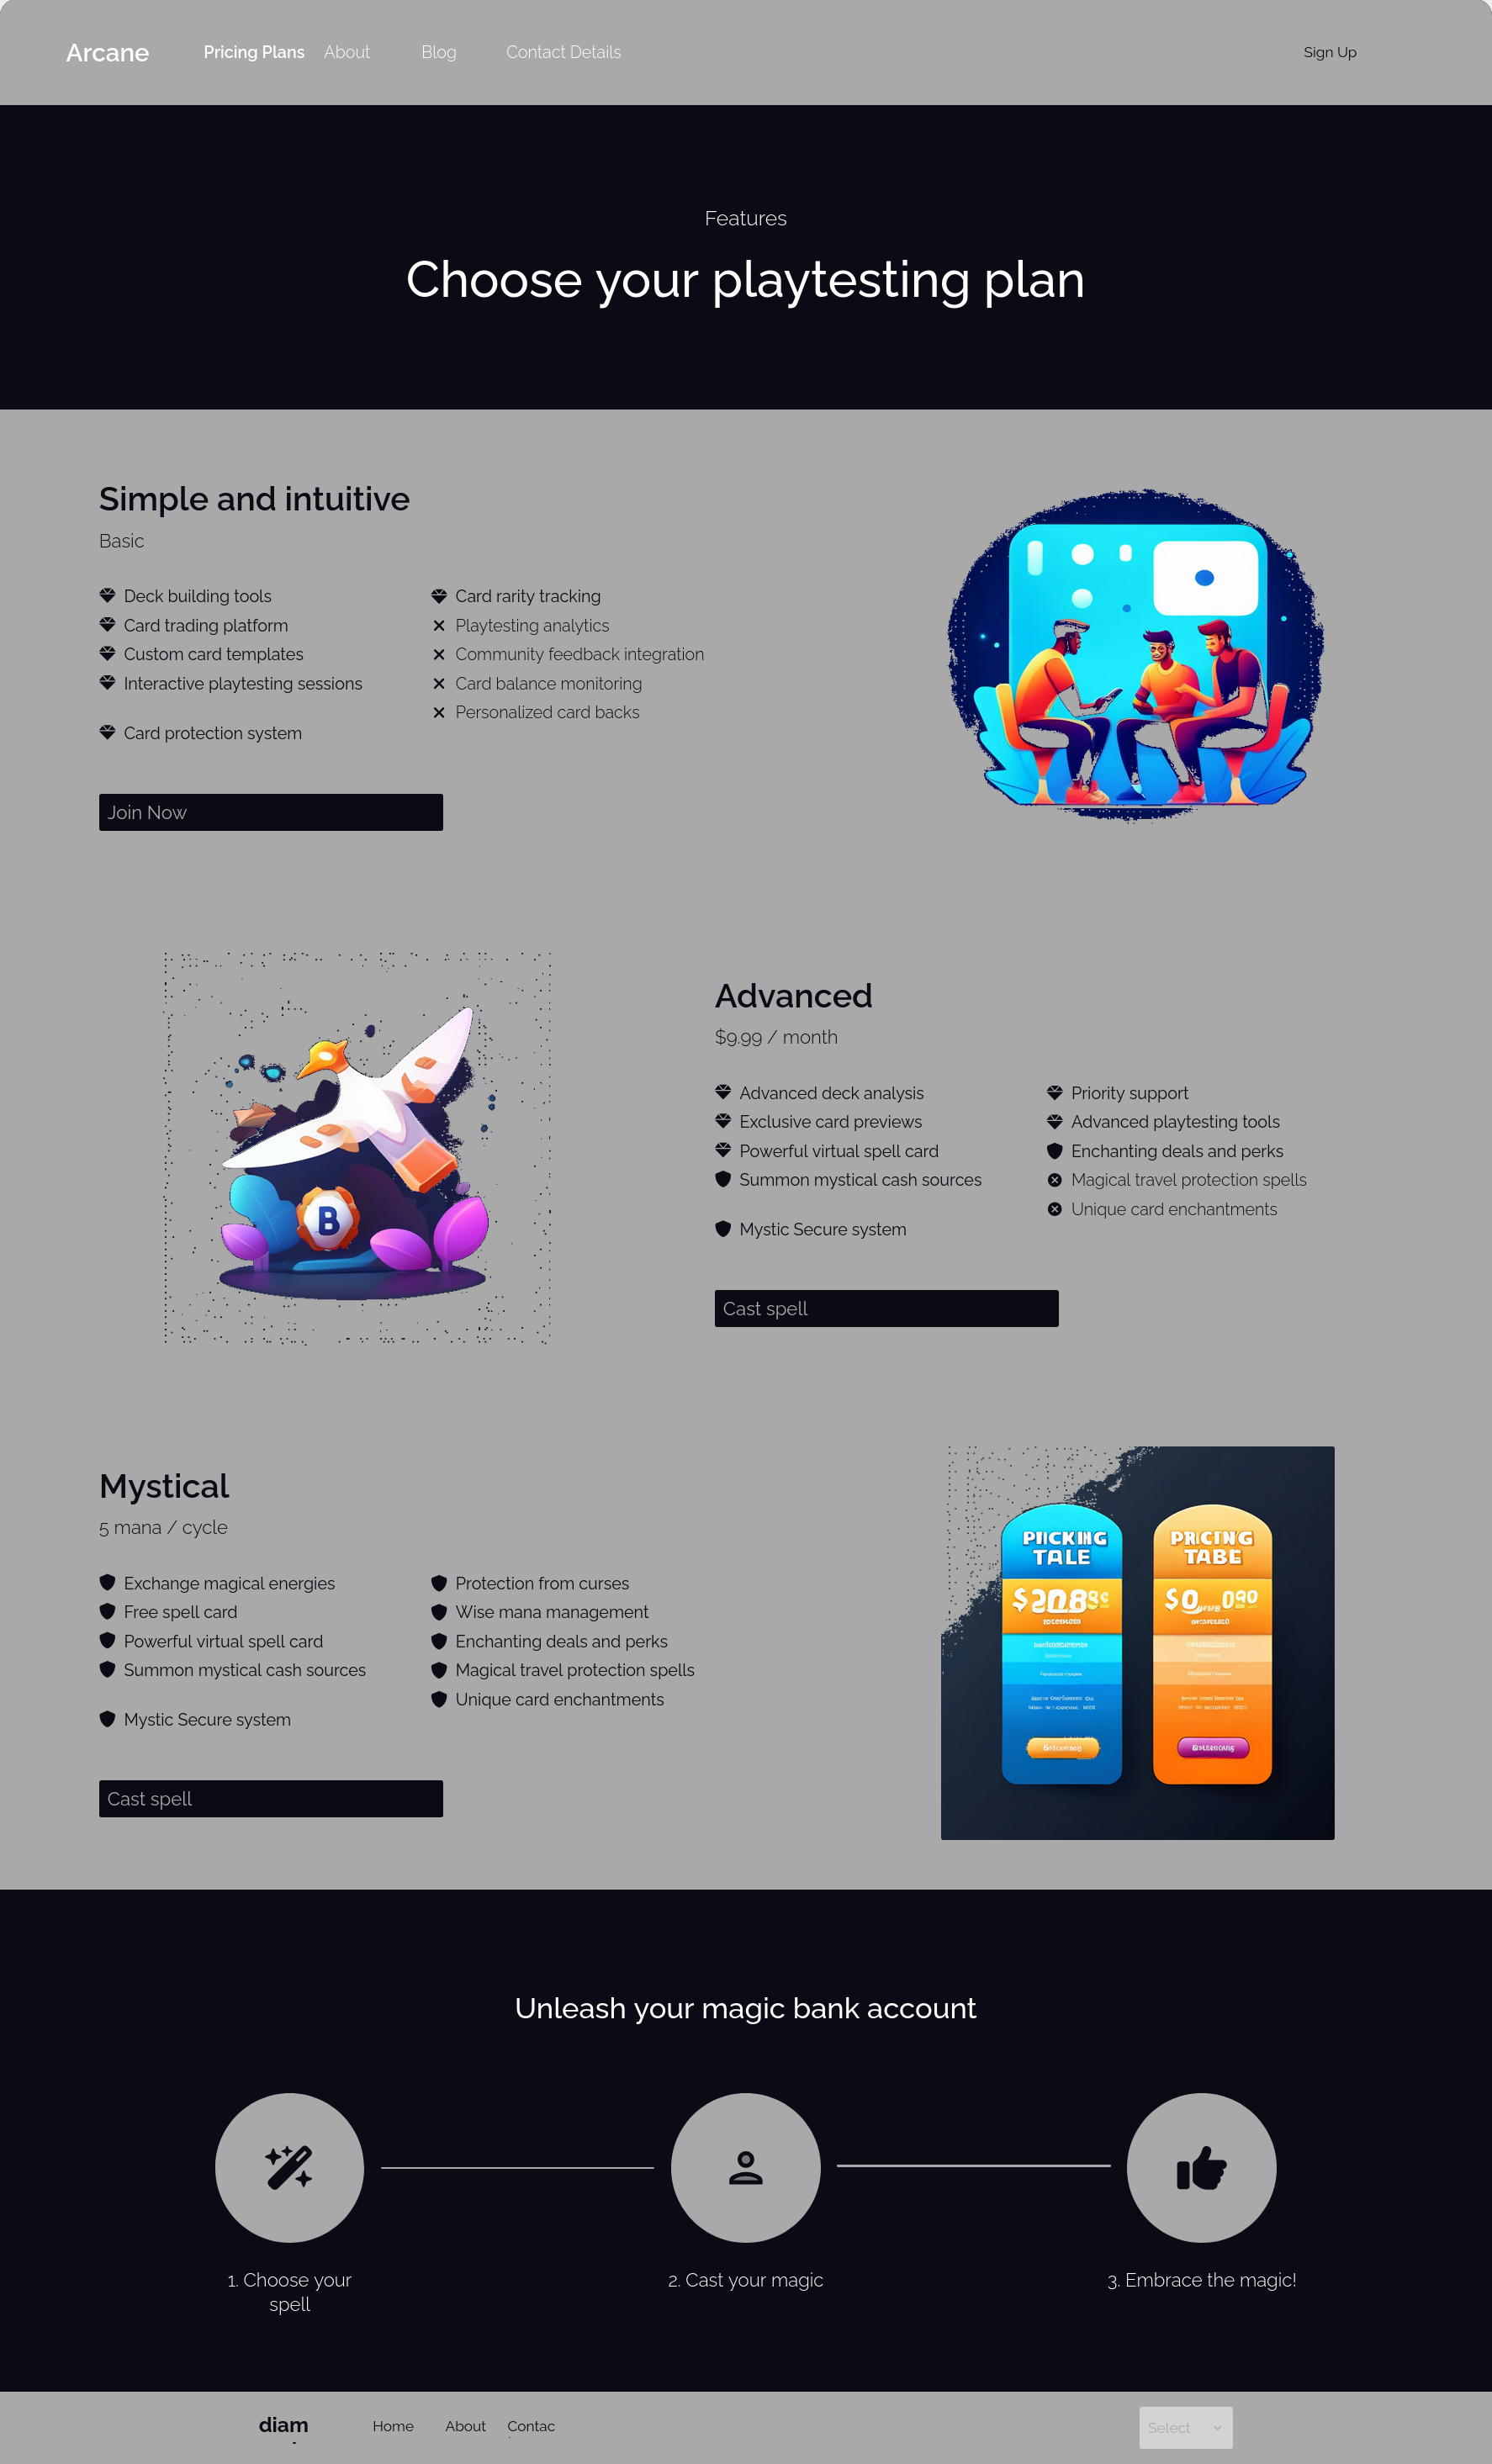 Arcane
Pricing Plans
About
Blog
Contact Details
Sign Up
Features
Choose your playtesting plan
Simple and intuitive
Basic
Deck building tools
Card trading platform
Custom card templates
Interactive playtesting sessions
Card protection system
Card rarity tracking
Playtesting analytics
Community feedback integration
Card balance monitoring
Personalized card backs
Join Now
B
Advanced
$9.99 / month
Advanced deck analysis
Exclusive card previews
Powerful virtual spell card
Summon mystical cash sources
Mystic Secure system
Priority support
Advanced playtesting tools
Enchanting deals and perks
Magical travel protection spells
Unique card enchantments
Cast spell
Mystical
5 mana / cycle
Exchange magical energies
Free spell card
Powerful virtual spell card
Summon mystical cash sources
Mystic Secure system
Protection from curses
Wise mana management
Enchanting deals and perks
Magical travel protection spells
Unique card enchantments
Cast spell
TALE
PRICING
TABE
Unleash your magic bank account
1. Choose your
spell
2. Cast your magic
3. Embrace the magic!
diam
Home
About
Contac
Select